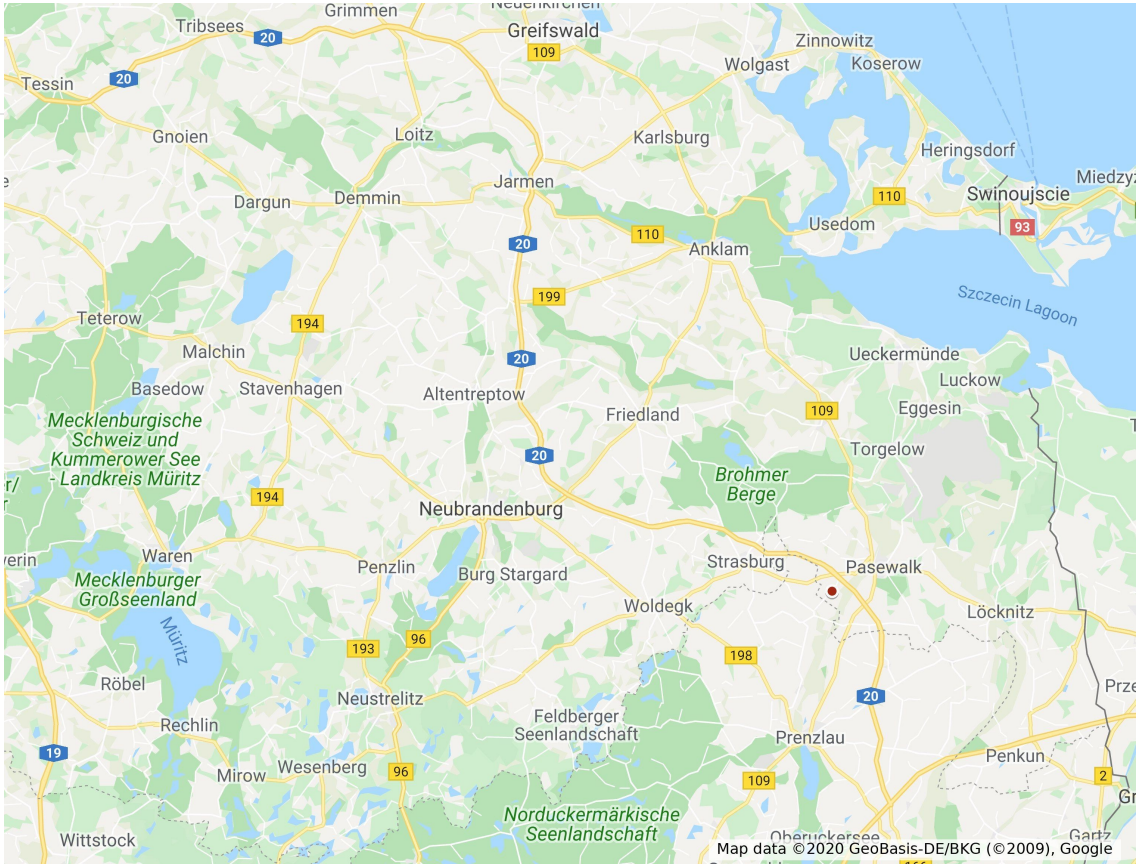 Grimmen
Neuenkirchen
Tribsees
20
Greifswald
109
Zinnowitz
Wolgast
Koserow
20
Tessin
Gnoien
Loitz
Karlsburg
Heringsdorf
Jarmen
Miedzyz
Dargun
Demmin
110
Swinoujscie
Usedom
93
110
20
Anklam
199
Szczecin Lagoon
Teterow
194
Malchin
20
Ueckermünde
Basedow
Stavenhagen
Altentreptow
Luckow
Friedland
109
Eggesin
Mecklenburgische
Schweiz und
Kummerower See
- Landkreis Müritz
Torgelow
20
Brohmer
Berge
194
Neubrandenburg
Waren
Penzlin
Burg Stargard
Strasburg
Pasewalk
Mecklenburger
Großseenland
Woldegk
Löcknitz
Müritz
96
193
198
Röbel
Neustrelitz
20
Prze
Rechlin
Feldberger
Seenlandschaft
Prenzlau
19
Wesenberg
Mirow
96
109
Penkun
2
Gr
Norduckermärkische
Seenlandschaft
Wittstock
Oberuckersee
Gartz
Map data ©2020 GeoBasis-DE/BKG (©2009), Google